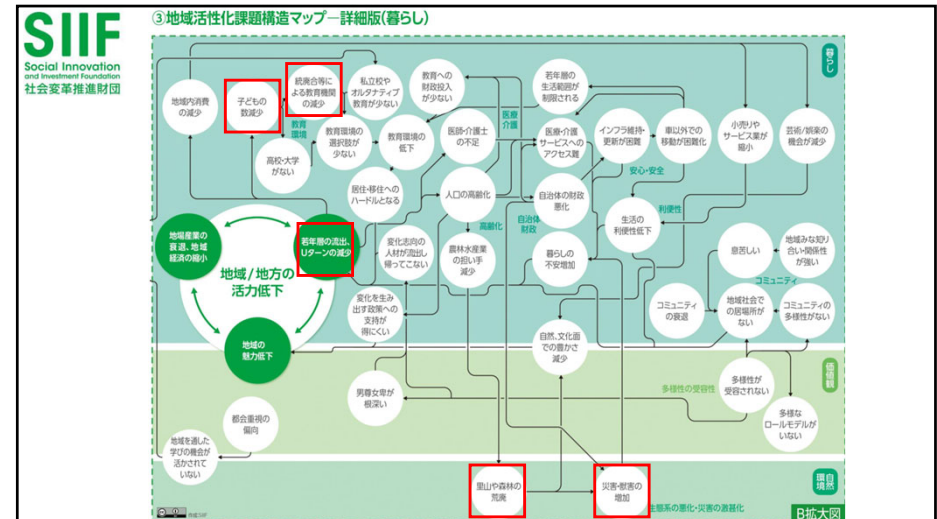 SIIF
Social Innovation
and Investment Foundation
社会変革推進財団
③地域活性化課題構造マップ―詳細版(暮らし)
暮らし
地域内消費
の減少
子どもの
数減少
統廃合等に
よる教育機関
の減少
私立校や
オルタナティブ
教育が少ない
教育への
財政投入
が少ない
若年層の
生活範囲が
制限される
教育
環境
高校・大学
がない
教育環境の
選択肢が
少ない
教育環境の
低下
医師・介護士
の不足
医療
介護
医療・介護
サービスへの
アクセス難
インフラ維持・
更新が困難
車以外での
移動が困難化
小売りや
サービス業が
縮小
芸術/娯楽の
機会が減少
安心・安全
居住・移住への
ハードルとなる
人口の高齢化
自治体の財政
悪化
高齢化
自治体
財政
利便性
生活の
利便性低下
地場産業の
衰退、地域
経済の縮小
若年層の流出、
Uターンの減少
地域/地方の
活力低下
地域の
魅力低下
変化志向の
人材が流出し
帰ってこない
農林水産業
の担い手
減少
暮らしの
不安増加
息苦しい
地域みな知り
合い・関係性
が強い
コミュニティ
変化を生み
出す政策への
支持が
得にくい
コミュニティ
の衰退
地域社会で
の居場所が
ない
コミュニティの
多様性がない
自然、文化面
での豊かさ
減少
価値観
男尊女卑が
根深い
多様性の受容性
多様性が
受容されない
多様な
ロールモデルが
いない
都会重視の
偏向
地域を通した
学びの機会が
活かされて
いない
里山や森林の
荒廃
災害・獣害の
増加
自然
環境
生態系の悪化・災害の激甚化
B拡大図